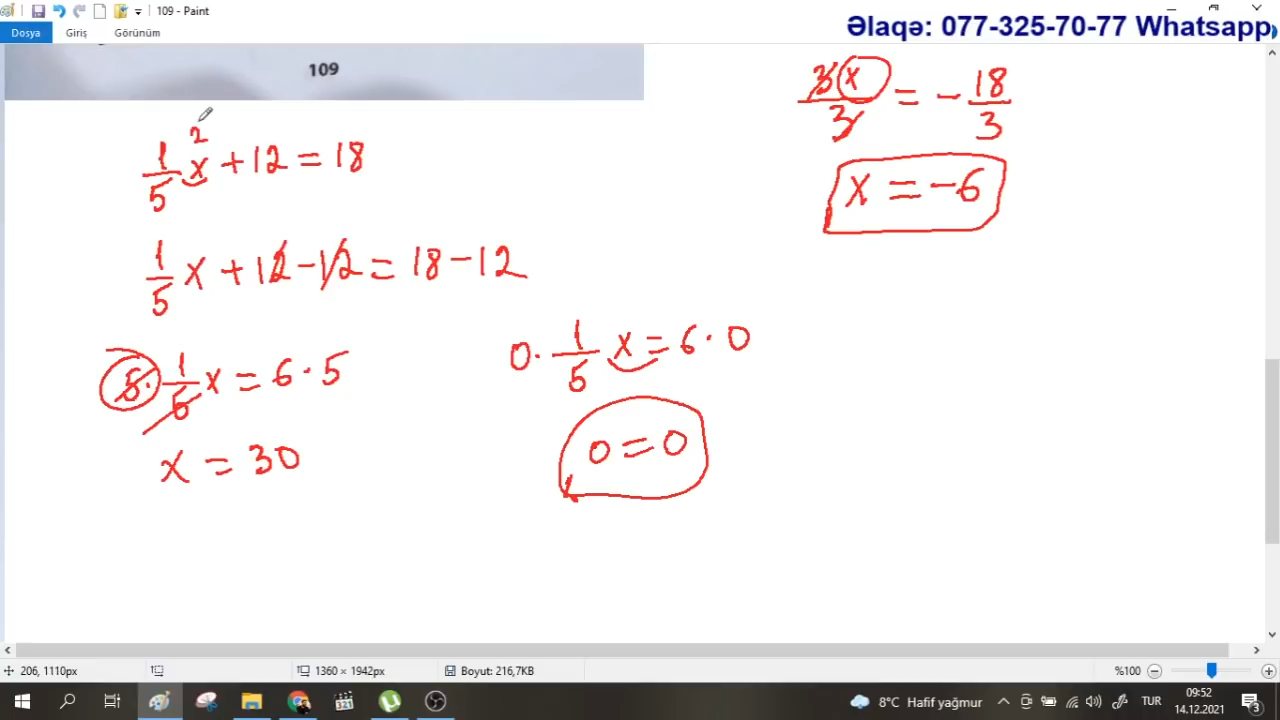 109 - Paint
Dosya Giriş Görünüm
Əlaqə: 077-325-70-77 Whatsapp
109
1/5 x² + 12 = 18
1/5 x + 12 - 12 = 18 - 12
5 · 1/5 x = 6 · 5
x = 30
0 · 1/5 x = 6 · 0
0 = 0
3x/3 = - 18/3
x = -6
206, 1110px
1360 × 1942px
Boyut: 216,7KB
%100
8°C Hafif yağmur
TUR
09:52
14.12.2021
3